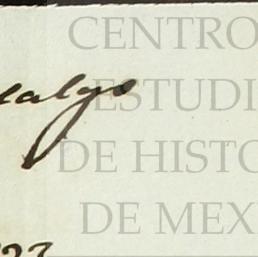 CENTRO
dalgo
ESTUDI
DE HISTO
DE MEX